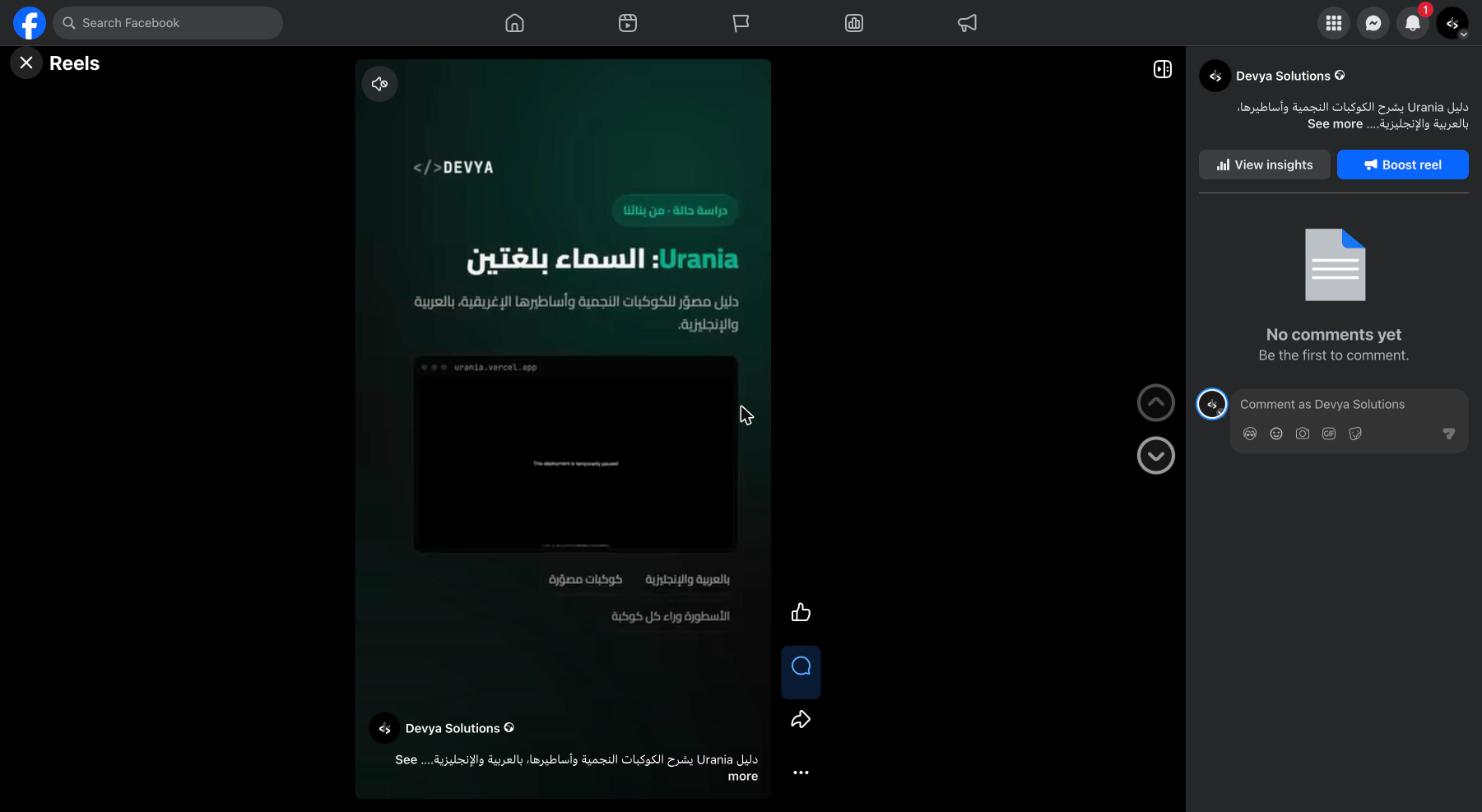 Search Facebook
1
Reels
</>DEVYA
دراسة حالة · من بنائنا
Urania: السماء بلغتين
دليل مصوّر للكوكبات النجمية وأساطيرها الإغريقية، بالعربية
والإنجليزية.
urania.vercel.app
This deployment is temporarily paused
بالعربية والإنجليزية
كوكبات مصوّرة
الأسطورة وراء كل كوكبة
Devya Solutions
دليل Urania يشرح الكوكبات النجمية وأساطيرها، بالعربية والإنجليزية.... See
more
Devya Solutions
دليل Urania يشرح الكوكبات النجمية وأساطيرها،
بالعربية والإنجليزية.... See more
View insights
Boost reel
No comments yet
Be the first to comment.
Comment as Devya Solutions
GIF